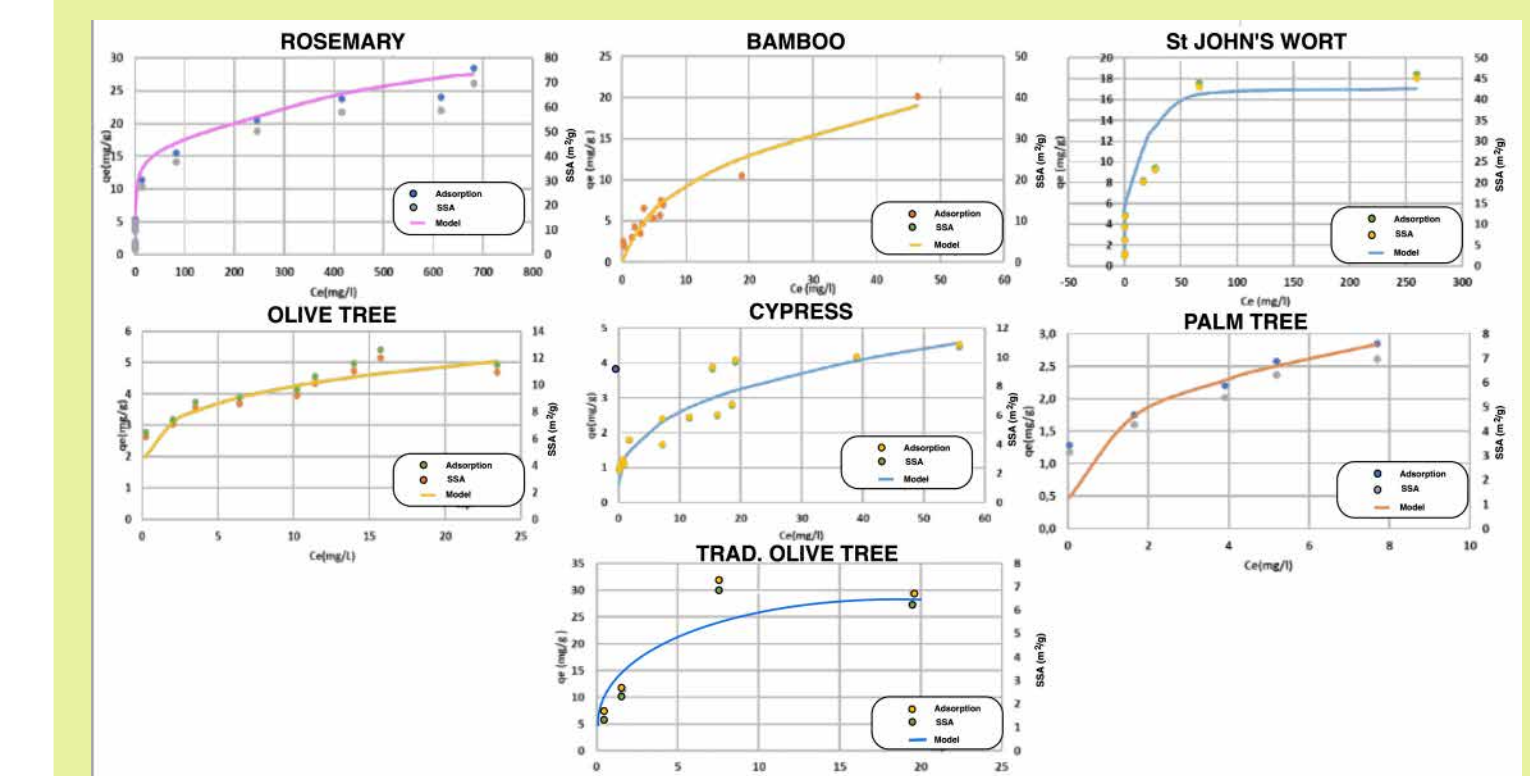 ROSEMARY
30
25
20
15
10
5
0
qe(mg/g)
80
70
60
50
40
30
20
10
0
SSA (m²/g)
Adsorption
SSA
Model
0 100 200 300 400 500 600 700 800
Ce(mg/l)
BAMBOO
25
20
15
10
5
0
qe (mg/g )
50
40
30
20
10
0
SSA (m²/g)
Adsorption
SSA
Model
0 10 20 30 40 50 60
Ce (mg/l)
St JOHN'S WORT
20
18
16
14
12
10
8
6
4
2
0
qe (mg/g)
50
45
40
35
30
25
20
15
10
5
0
SSA (m²/g)
Adsorption
SSA
Model
-50 0 50 100 150 200 250 300
Ce (mg/l)
OLIVE TREE
6
5
4
3
2
1
0
qe(mg/g)
14
12
10
8
6
4
2
0
SSA (m²/g)
Adsorption
SSA
Model
0 5 10 15 20 25
Ce(mg/L)
CYPRESS
5
4
3
2
1
0
qe(mg/g)
12
10
8
6
4
2
0
SSA (m²/g)
Adsorption
SSA
Model
0 10 20 30 40 50 60
Ce(mg/l)
PALM TREE
3,0
2,5
2,0
1,5
1,0
0,5
0,0
qe(mg/g)
8
7
6
5
4
3
2
1
0
SSA (m²/g)
Adsorption
SSA
Model
0 2 4 6 8 10
Ce(mg/l)
TRAD. OLIVE TREE
35
30
25
20
15
10
5
0
qe (mg/g )
8
7
6
5
4
3
2
1
0
SSA (m²/g)
Adsorption
SSA
Model
0 5 10 15 20 25